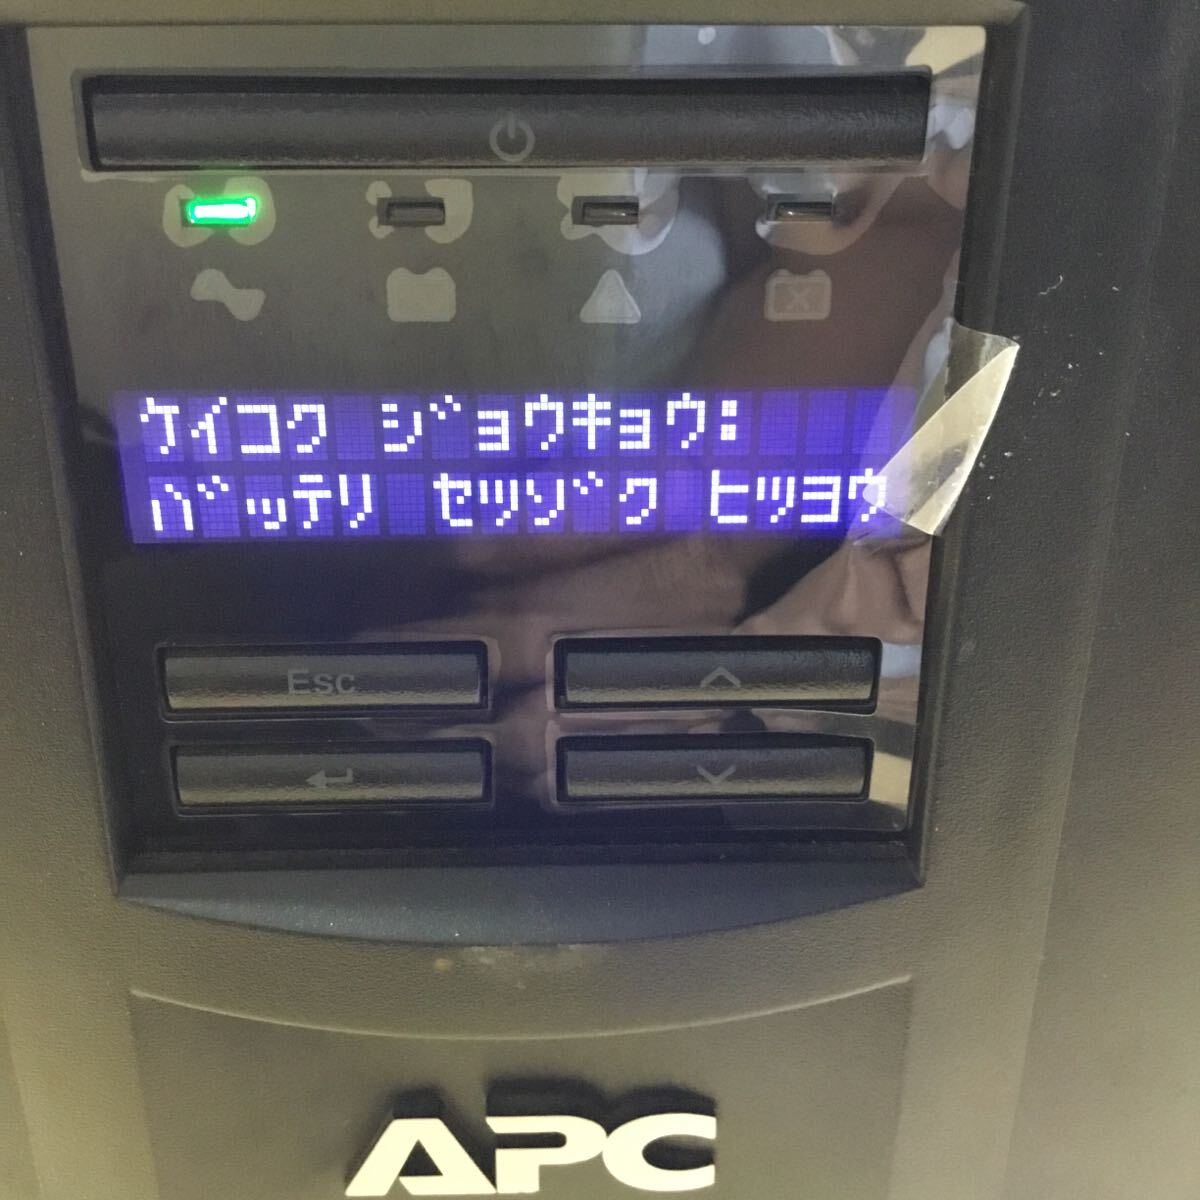 ケイコク ジョウキョウ:
バッテリ セツゾク ヒツヨウ
Esc
APC